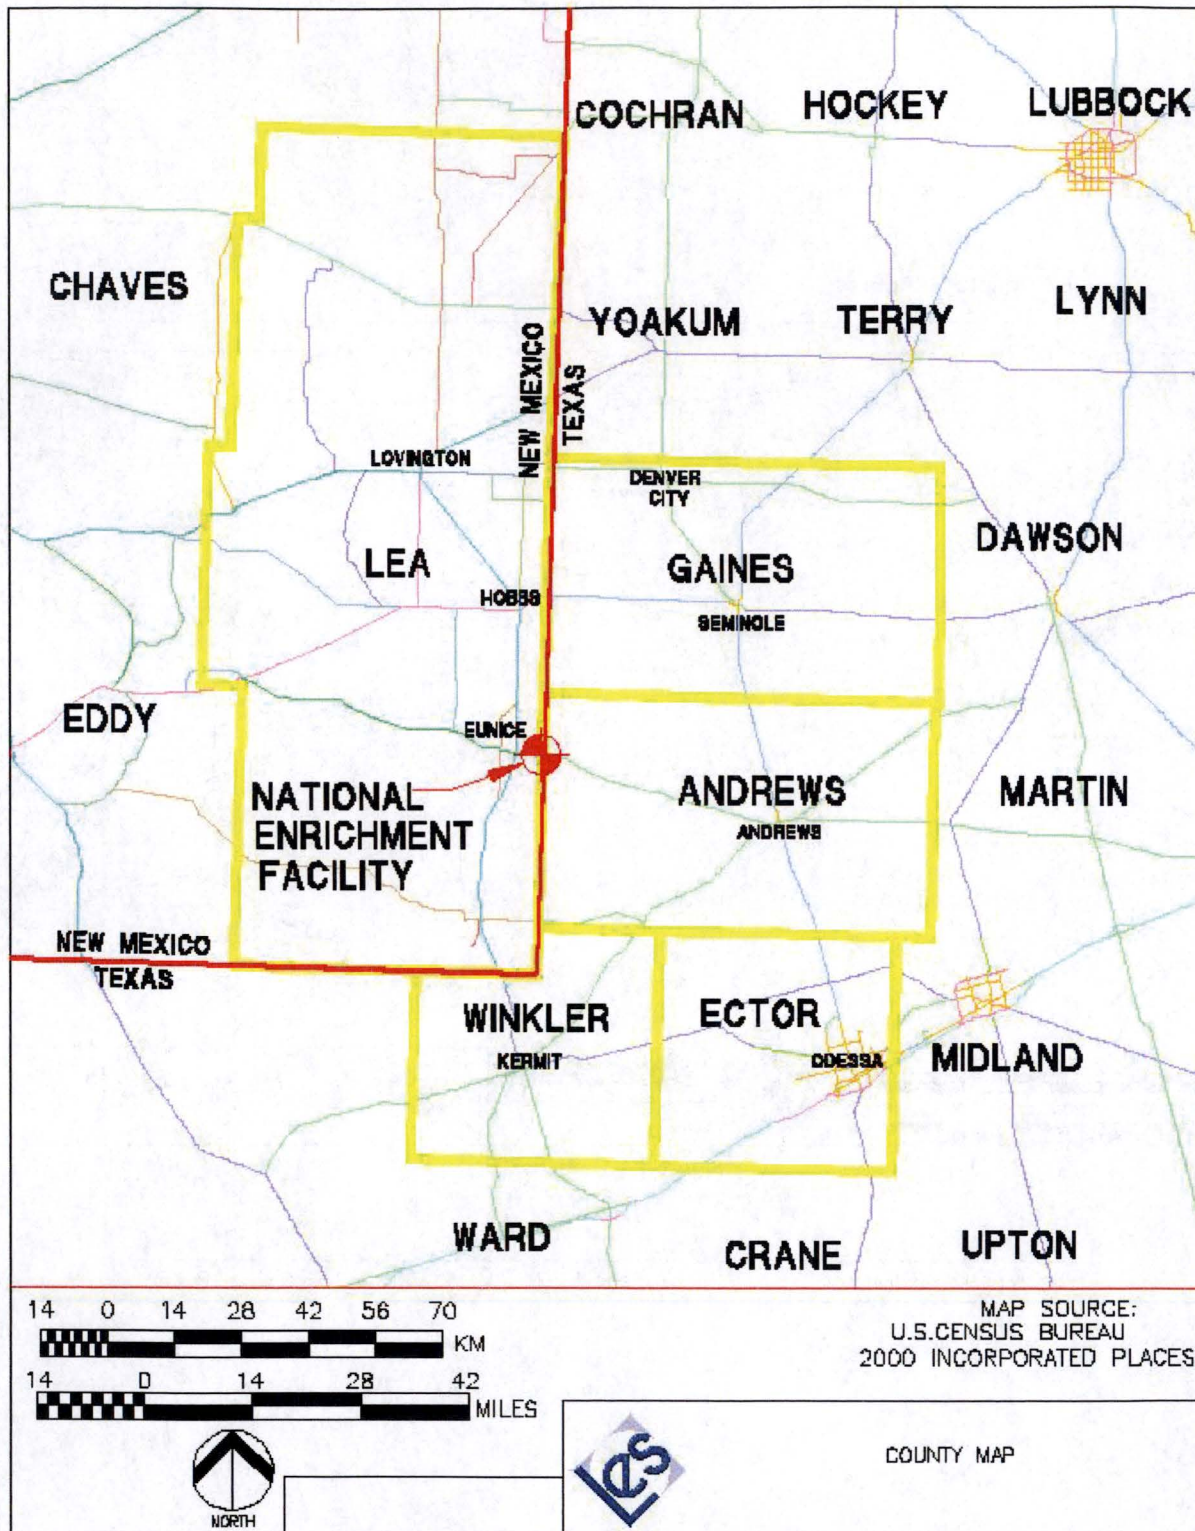 COCHRAN
HOCKEY
LUBBOCK
CHAVES
YOAKUM
TERRY
LYNN
NEW MEXICO
TEXAS
LOVINGTON
DENVER
CITY
DAWSON
LEA
GAINES
HOBBS
SEMINOLE
EDDY
EUNICE
NATIONAL
ENRICHMENT
FACILITY
ANDREWS
ANDREWS
MARTIN
NEW MEXICO
TEXAS
WINKLER
KERMIT
ECTOR
ODESSA
MIDLAND
WARD
CRANE
UPTON
14 0 14 28 42 56 70
KM
14 0 14 28 42
MILES
NORTH
MAP SOURCE:
U.S.CENSUS BUREAU
2000 INCORPORATED PLACES
LES
COUNTY MAP